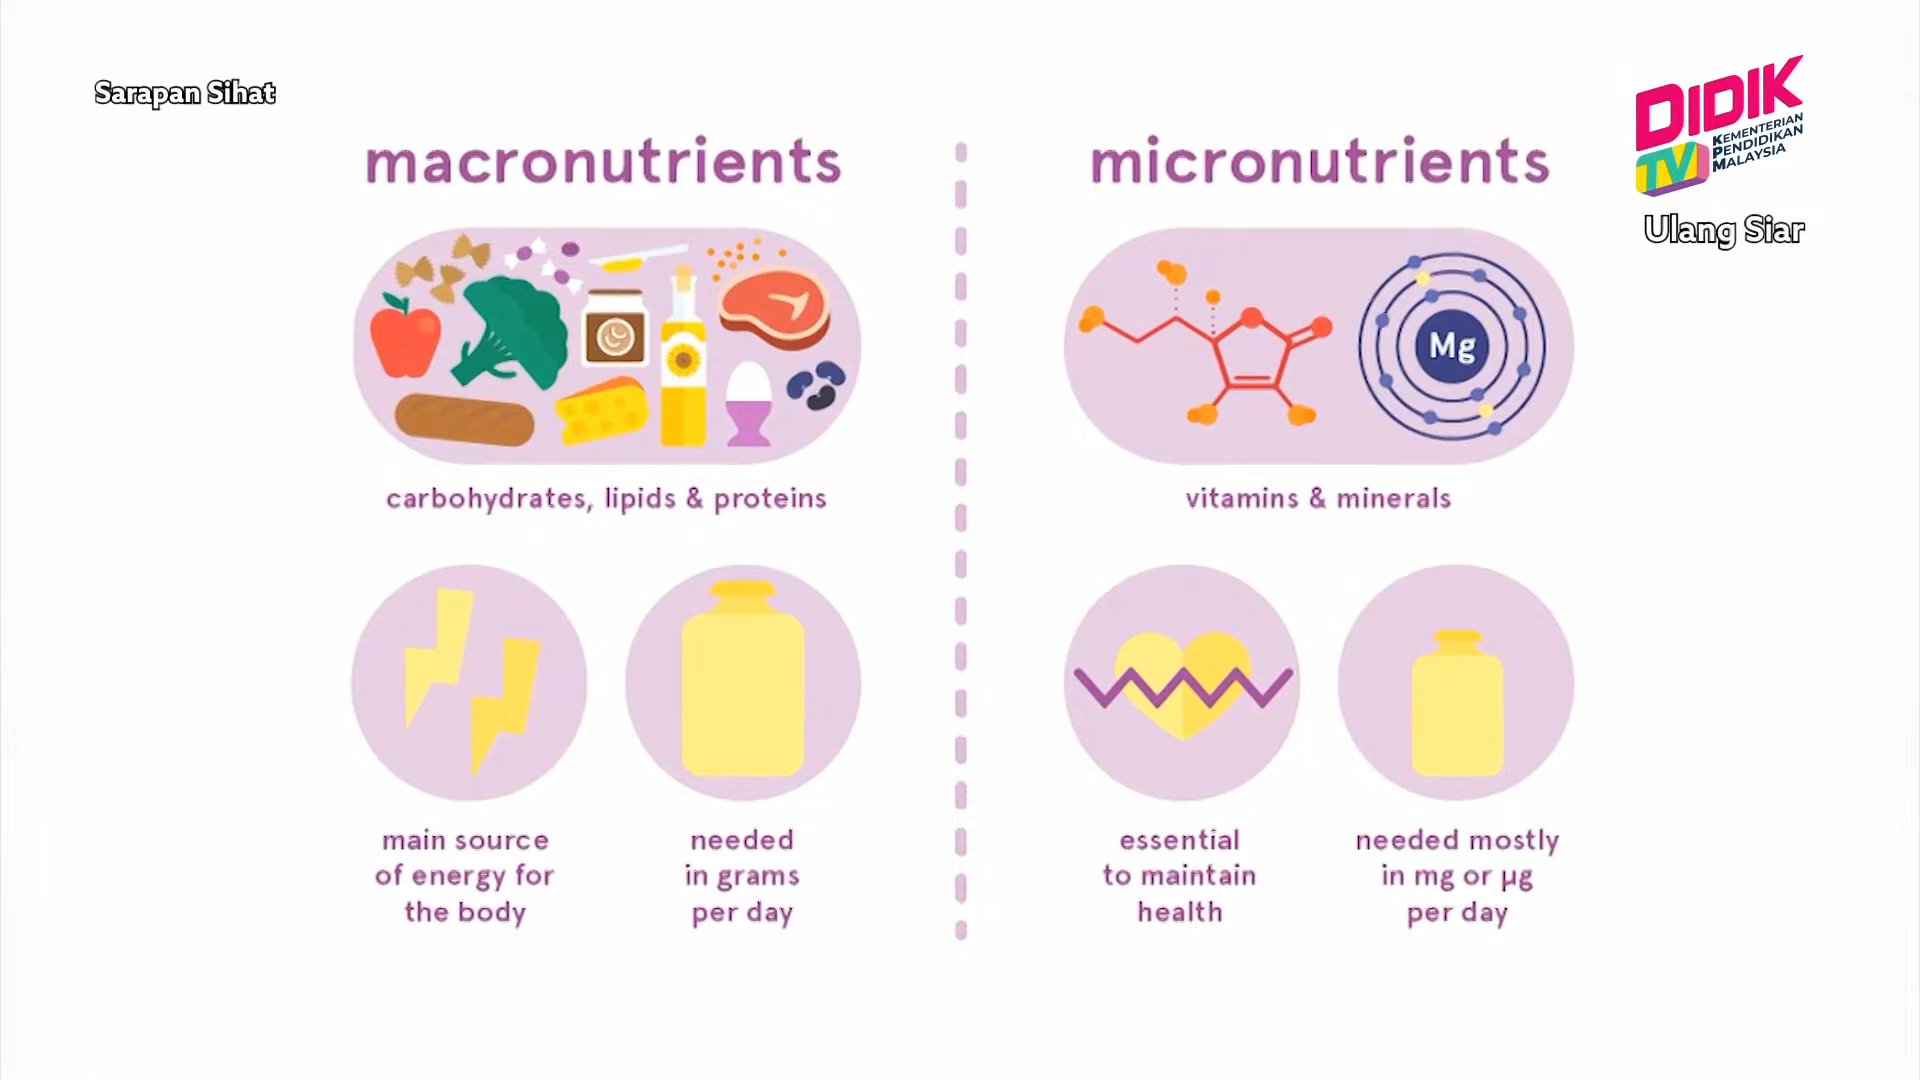 Sarapan Sihat
DIDIK
TV
KEMENTERIAN
PENDIDIKAN
MALAYSIA
Ulang Siar
macronutrients
carbohydrates, lipids & proteins
main source
of energy for
the body
needed
in grams
per day
micronutrients
Mg
vitamins & minerals
essential
to maintain
health
needed mostly
in mg or µg
per day